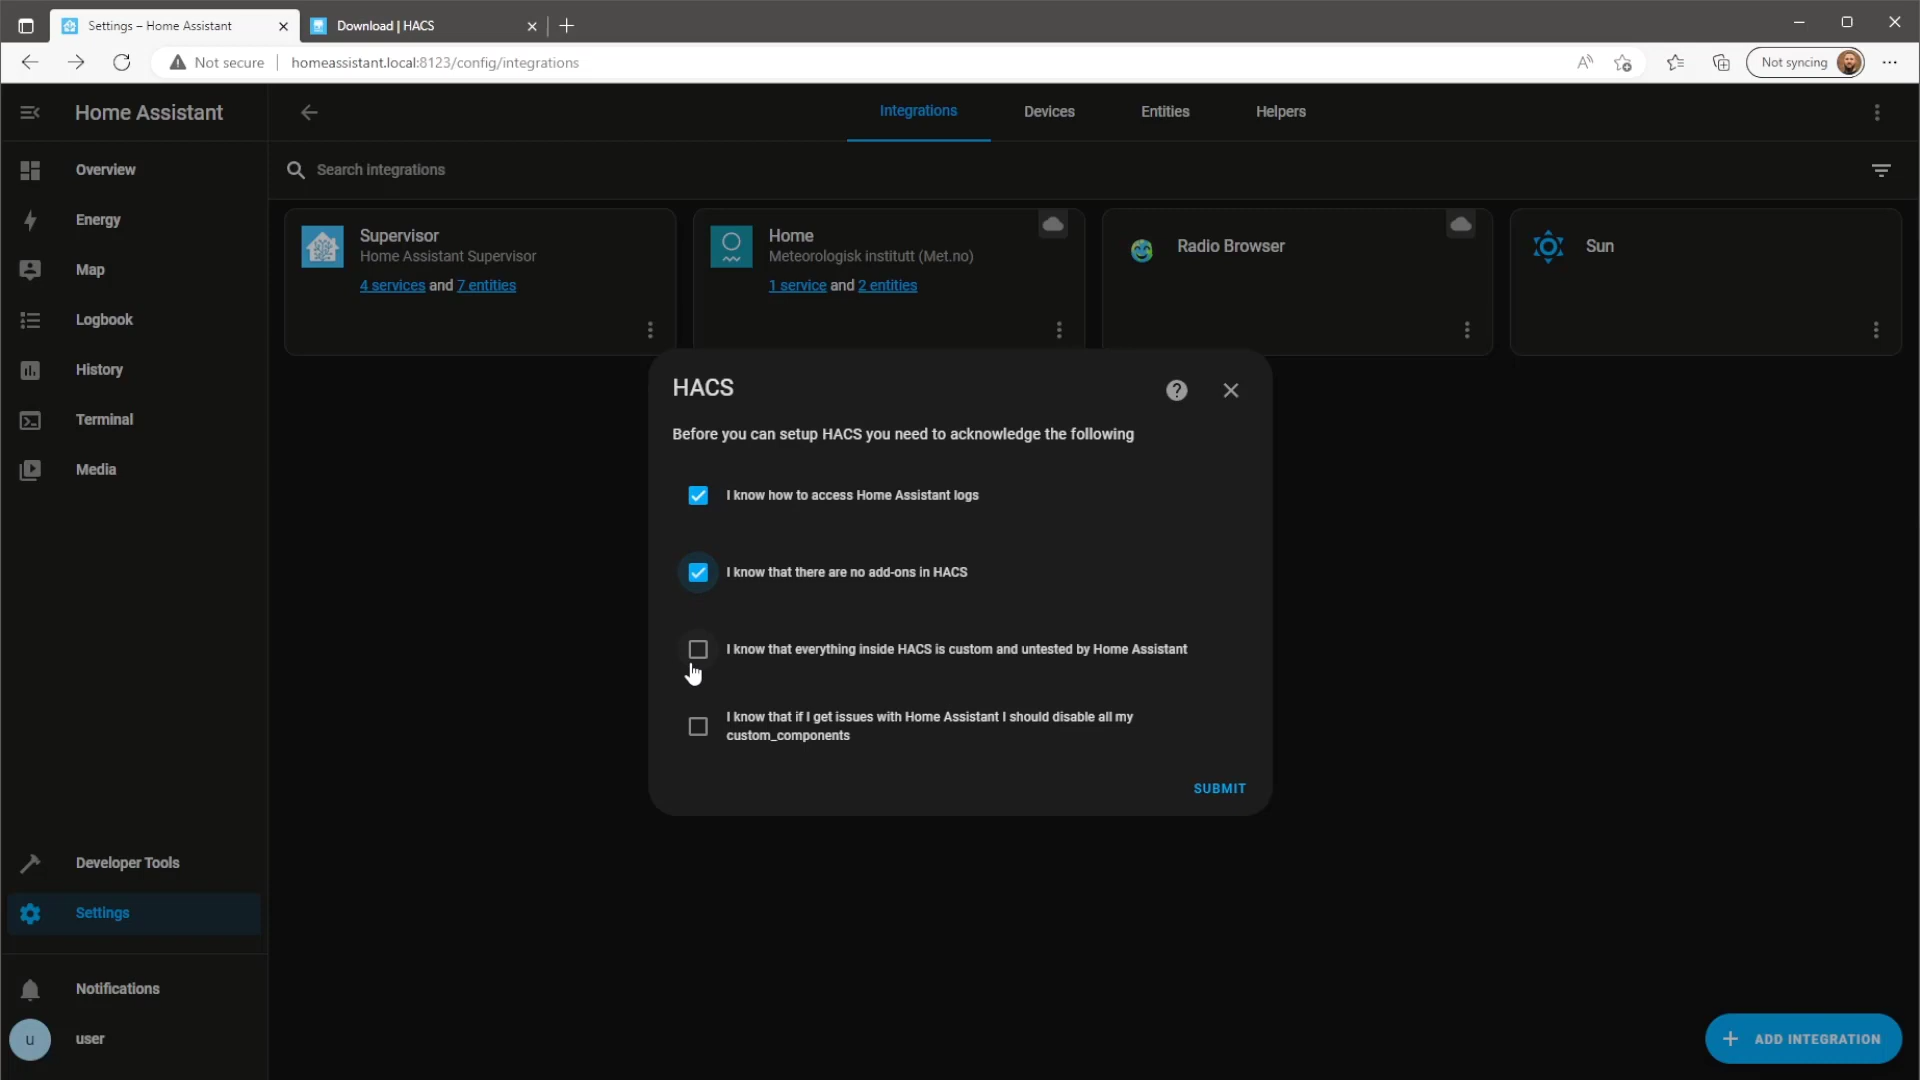 Settings – Home Assistant
Download | HACS
Not secure
homeassistant.local:8123/config/integrations
Not syncing
Home Assistant
Integrations
Devices
Entities
Helpers
Overview
Search integrations
Energy
Map
Logbook
History
Terminal
Media
Supervisor
Home Assistant Supervisor
4 services and 7 entities
Home
Meteorologisk institutt (Met.no)
1 service and 2 entities
Radio Browser
Sun
HACS
Before you can setup HACS you need to acknowledge the following
I know how to access Home Assistant logs
I know that there are no add-ons in HACS
I know that everything inside HACS is custom and untested by Home Assistant
I know that if I get issues with Home Assistant I should disable all my
custom_components
SUBMIT
Developer Tools
Settings
Notifications
u
user
ADD INTEGRATION